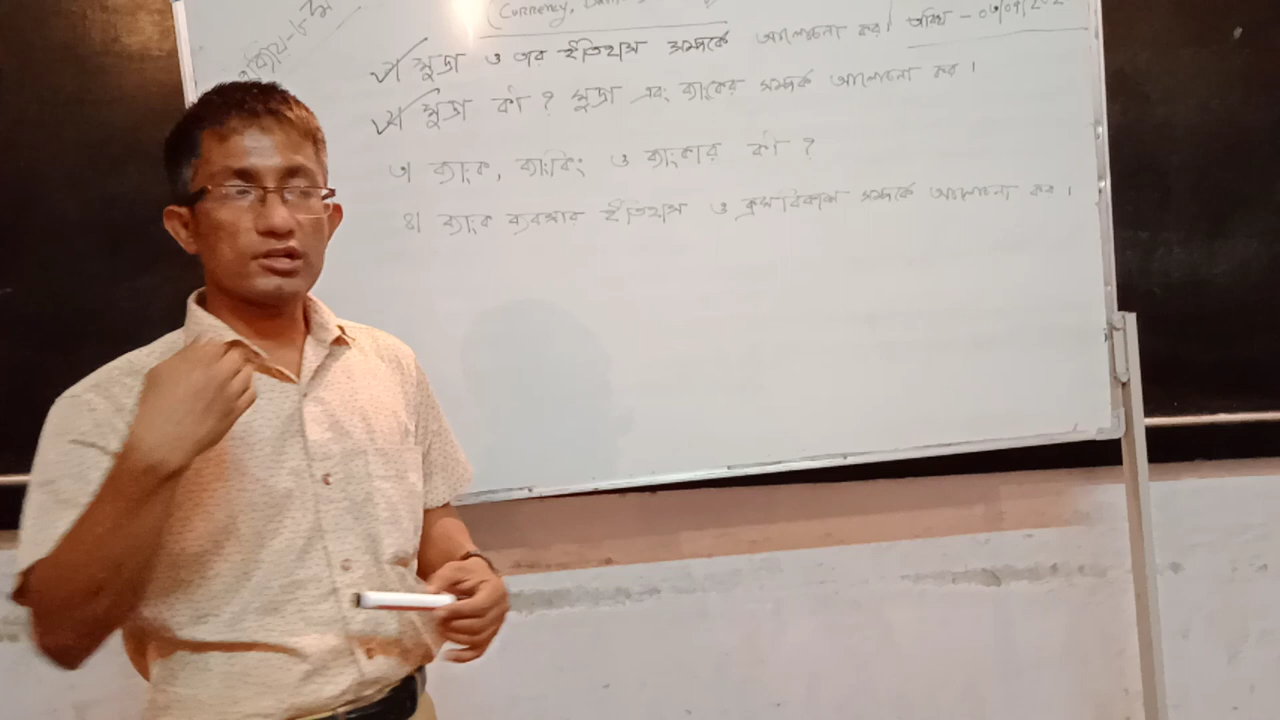 (Currency,
১। মুদ্রা ও তার ইতিহাস সম্পর্কে আলোচনা কর। তারিখ -
২। মুদ্রা কী ? মুদ্রা এবং ব্যাংকের সম্পর্ক আলোচনা কর ।
৩। ব্যাংক, ব্যাংকিং ও ব্যাংকার কী ?
৪। ব্যাংক ব্যবসার ইতিহাস ও ক্রমবিকাশ সম্পর্কে আলোচনা কর ।